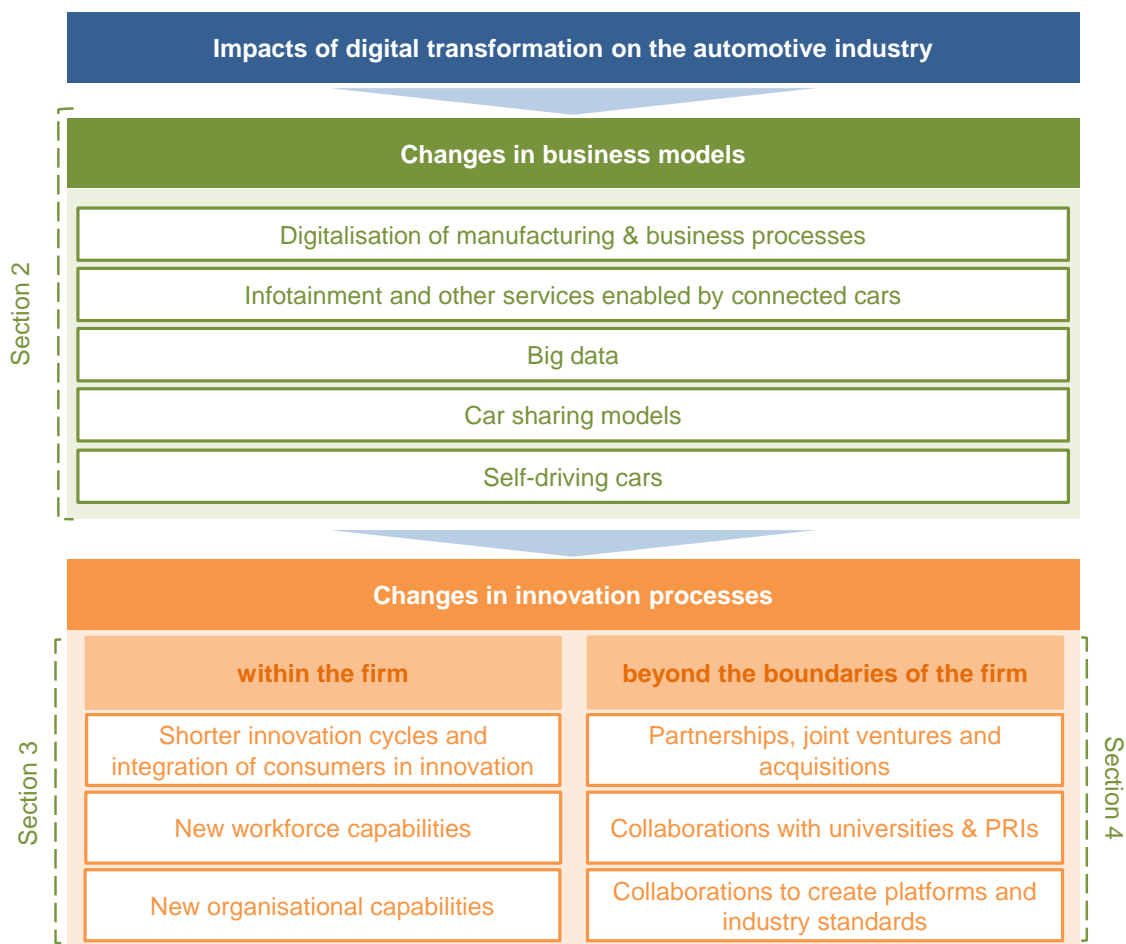 Impacts of digital transformation on the automotive industry
Section 2
Changes in business models
Digitalisation of manufacturing & business processes
Infotainment and other services enabled by connected cars
Big data
Car sharing models
Self-driving cars
Changes in innovation processes
Section 3
within the firm
Shorter innovation cycles and
integration of consumers in innovation
New workforce capabilities
New organisational capabilities
beyond the boundaries of the firm
Partnerships, joint ventures and
acquisitions
Collaborations with universities & PRIs
Collaborations to create platforms and
industry standards
Section 4